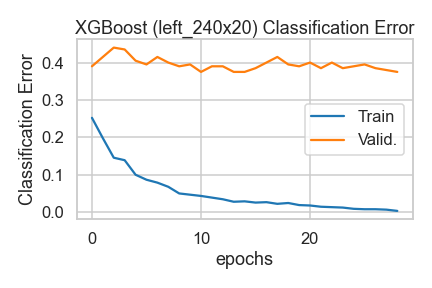 XGBoost (left_240x20) Classification Error
Classification Error
0.4
0.3
0.2
0.1
0.0
Train
Valid.
0 10 20
epochs